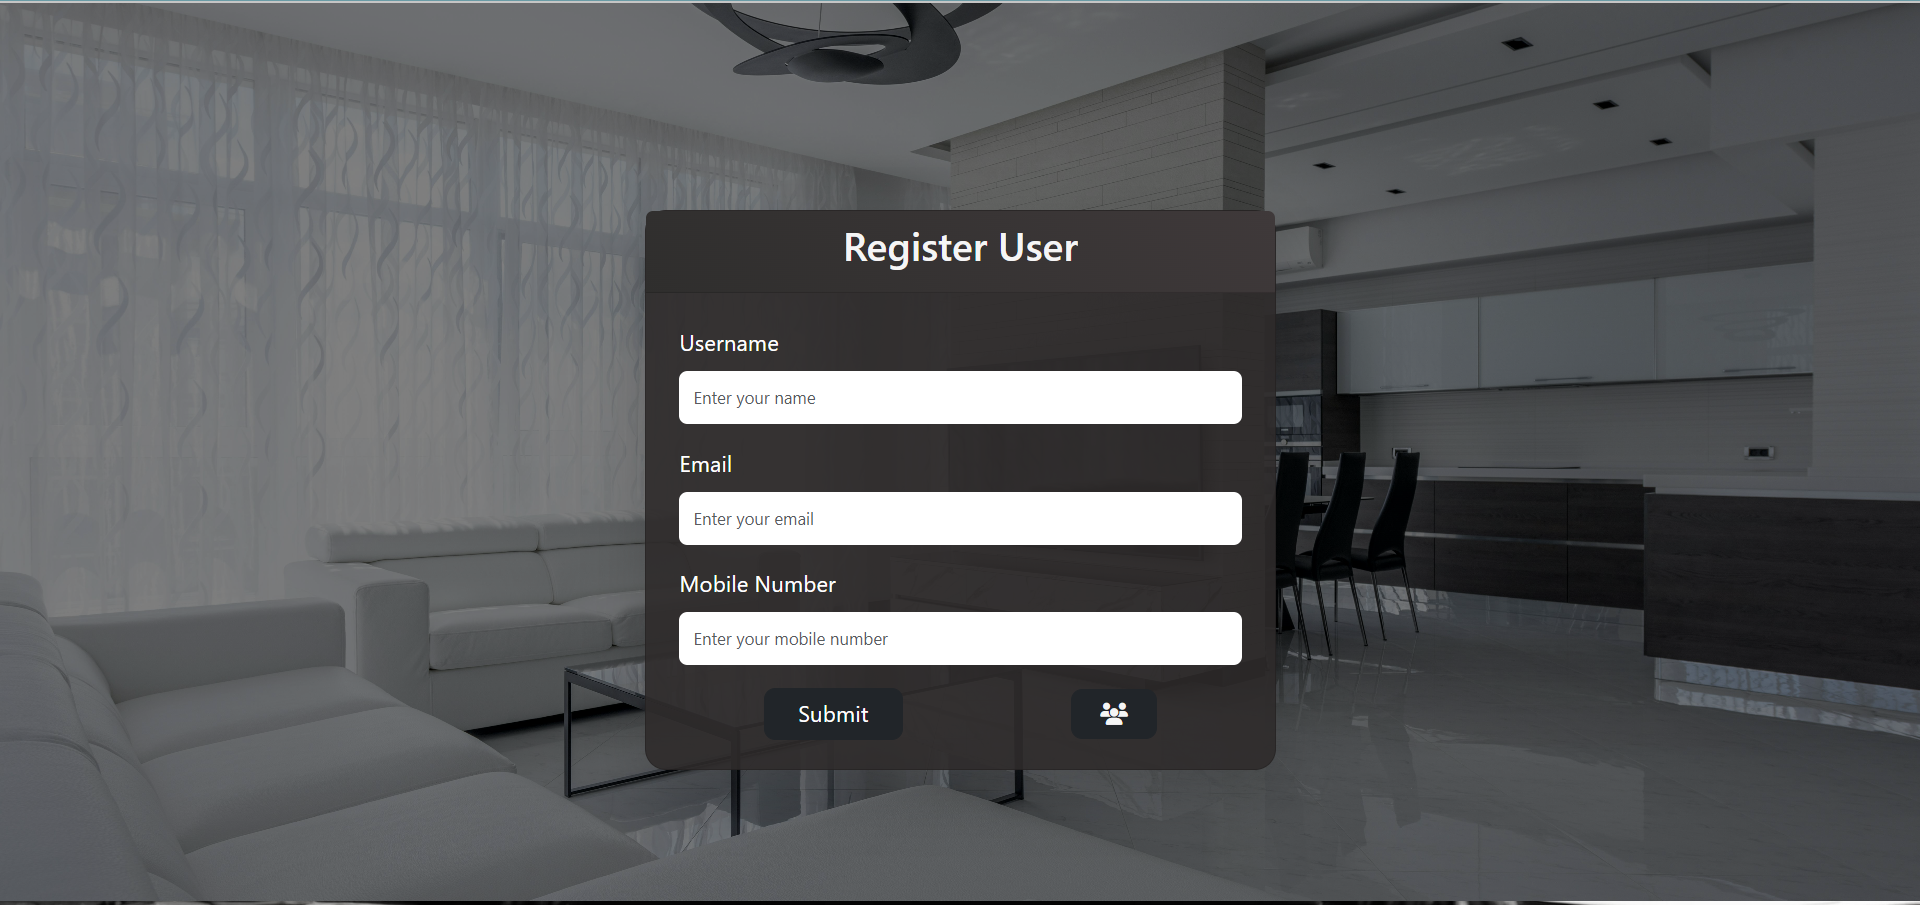 Register User
Username
Enter your name
Email
Enter your email
Mobile Number
Enter your mobile number
Submit